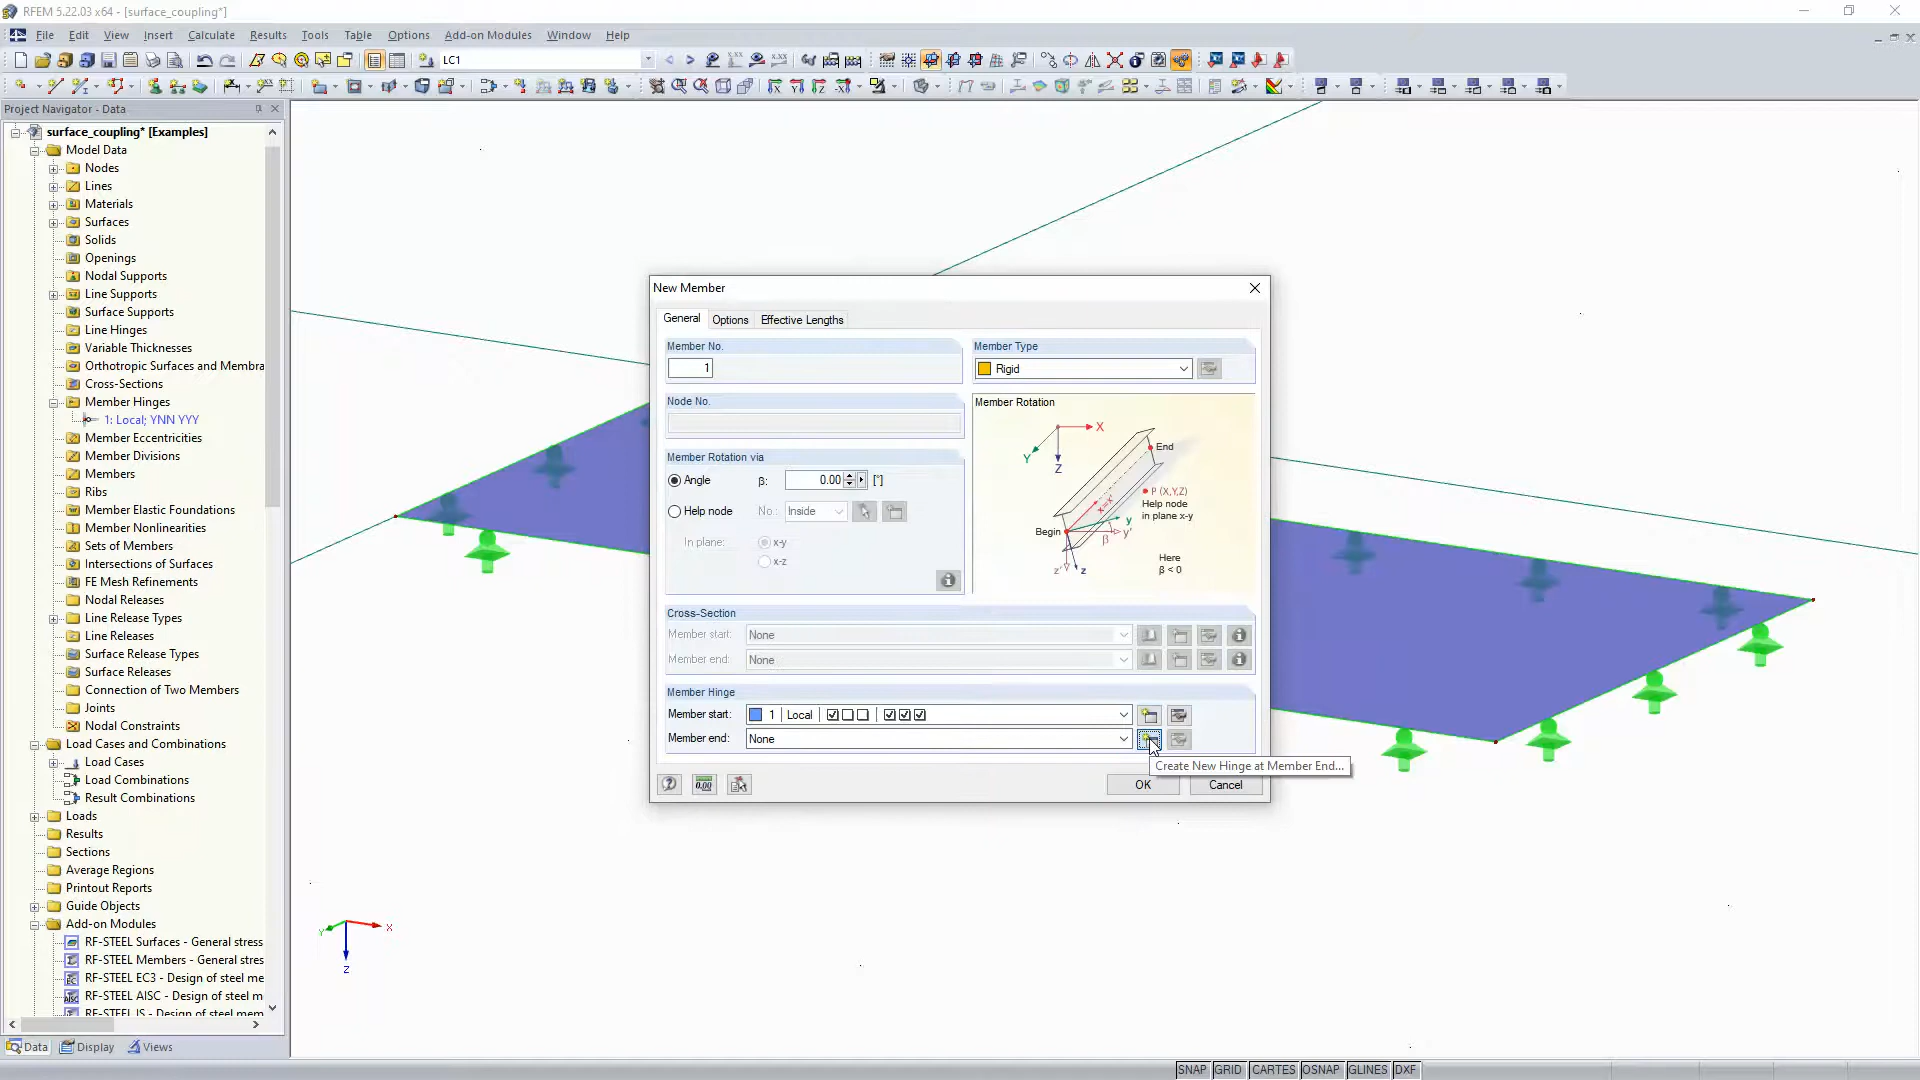 RFEM 5.22.03 x64 - [surface_coupling*]
File Edit View Insert Calculate Results Tools Table Options Add-on Modules Window Help
LC1
Project Navigator - Data
surface_coupling* [Examples]
Model Data
Nodes
Lines
Materials
Surfaces
Solids
Openings
Nodal Supports
Line Supports
Surface Supports
Line Hinges
Variable Thicknesses
Orthotropic Surfaces and Membra
Cross-Sections
Member Hinges
1: Local; YNN YYY
Member Eccentricities
Member Divisions
Members
Ribs
Member Elastic Foundations
Member Nonlinearities
Sets of Members
Intersections of Surfaces
FE Mesh Refinements
Nodal Releases
Line Release Types
Line Releases
Surface Release Types
Surface Releases
Connection of Two Members
Joints
Nodal Constraints
Load Cases and Combinations
Load Cases
Load Combinations
Result Combinations
Loads
Results
Sections
Average Regions
Printout Reports
Guide Objects
Add-on Modules
RF-STEEL Surfaces - General stress
RF-STEEL Members - General stres
RF-STEEL EC3 - Design of steel me
RF-STEEL AISC - Design of steel m
RF-STEEL IS - Design of steel mem
Data Display Views
New Member
General Options Effective Lengths
Member No.
1
Member Type
Rigid
Node No.
Member Rotation via
Angle β: 0.00 [°]
Help node No.: Inside
In plane: x-y
x-z
Member Rotation
X
Y
Z
End
P (X,Y,Z)
Help node
in plane x-y
x=x'
y
Begin
β
y'
z'
z
Here
β < 0
Cross-Section
Member start: None
Member end: None
Member Hinge
Member start: 1 Local
Member end: None
Create New Hinge at Member End...
0.00
OK Cancel
Y
X
Z
SNAP GRID CARTES OSNAP GLINES DXF